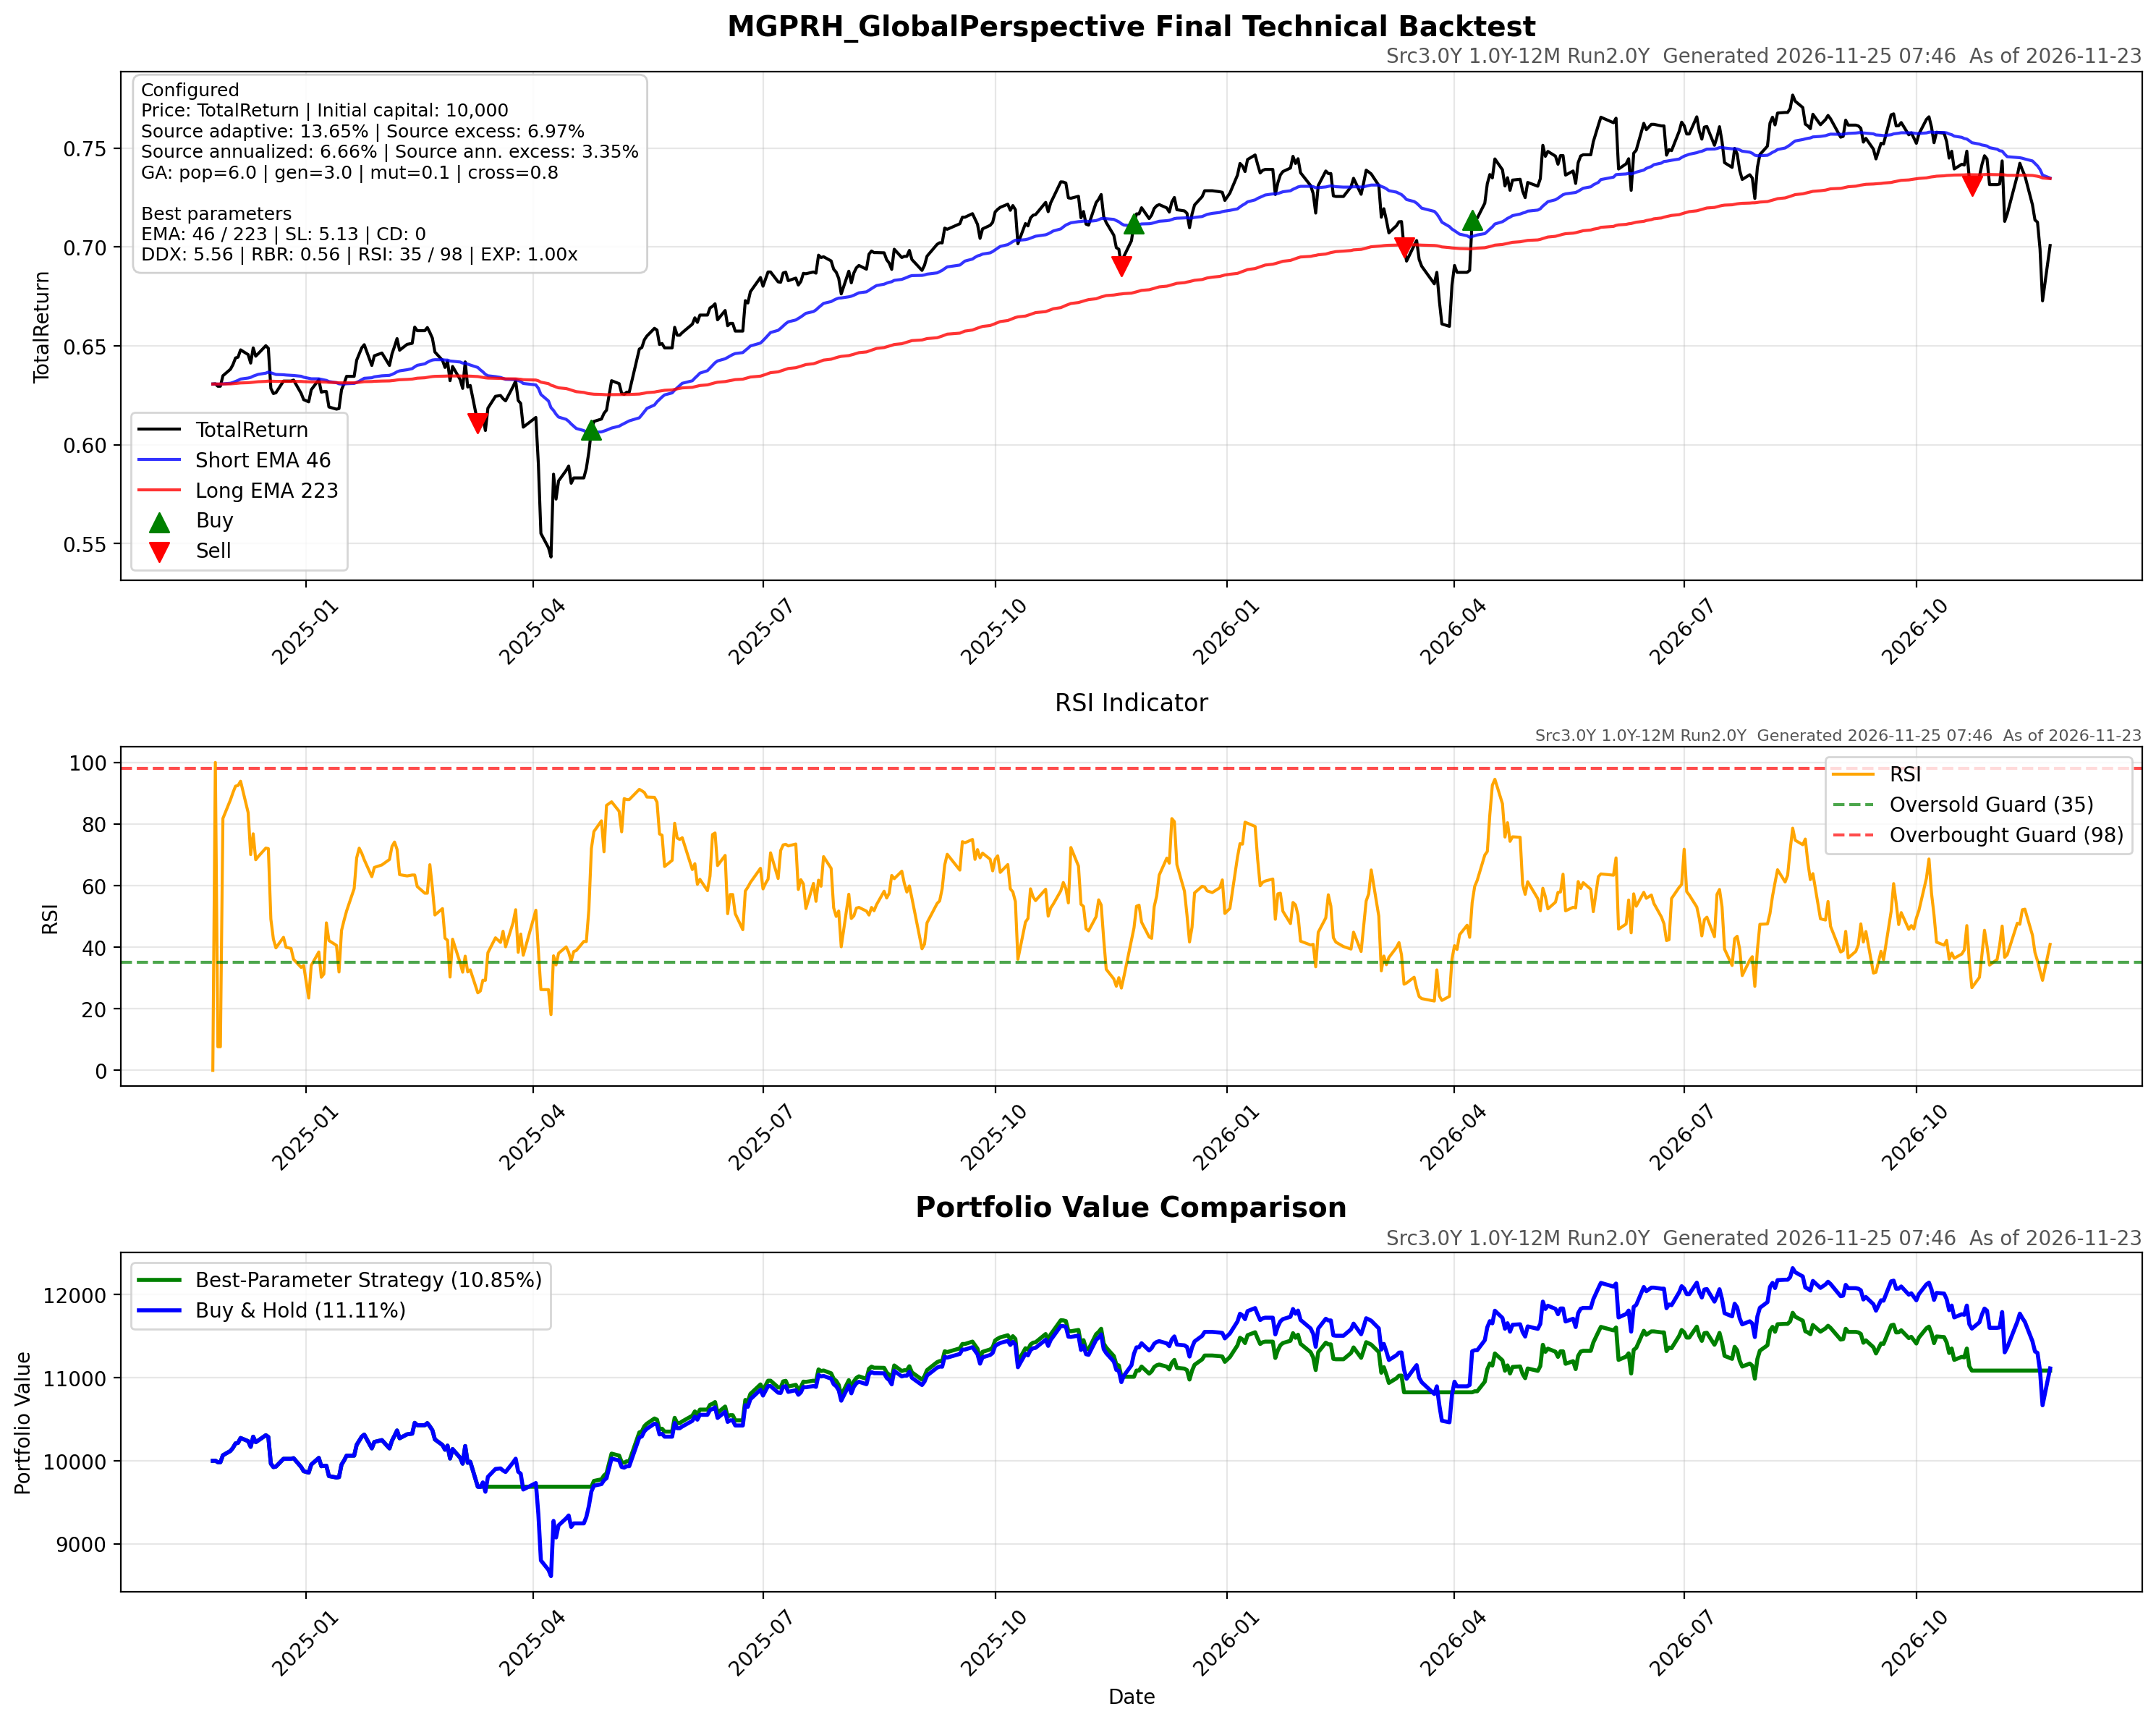 MGPRH_GlobalPerspective Final Technical Backtest
Src3.0Y 1.0Y-12M Run2.0Y  Generated 2026-11-25 07:46  As of 2026-11-23
Configured
Price: TotalReturn | Initial capital: 10,000
Source adaptive: 13.65% | Source excess: 6.97%
Source annualized: 6.66% | Source ann. excess: 3.35%
GA: pop=6.0 | gen=3.0 | mut=0.1 | cross=0.8
Best parameters
EMA: 46 / 223 | SL: 5.13 | CD: 0
DDX: 5.56 | RBR: 0.56 | RSI: 35 / 98 | EXP: 1.00x
TotalReturn
0.75
0.70
0.65
0.60
0.55
TotalReturn
Short EMA 46
Long EMA 223
Buy
Sell
2025-01
2025-04
2025-07
2025-10
2026-01
2026-04
2026-07
2026-10
RSI Indicator
Src3.0Y 1.0Y-12M Run2.0Y  Generated 2026-11-25 07:46  As of 2026-11-23
RSI
100
80
60
40
20
0
RSI
Oversold Guard (35)
Overbought Guard (98)
2025-01
2025-04
2025-07
2025-10
2026-01
2026-04
2026-07
2026-10
Portfolio Value Comparison
Src3.0Y 1.0Y-12M Run2.0Y  Generated 2026-11-25 07:46  As of 2026-11-23
Portfolio Value
12000
11000
10000
9000
Best-Parameter Strategy (10.85%)
Buy & Hold (11.11%)
2025-01
2025-04
2025-07
2025-10
2026-01
2026-04
2026-07
2026-10
Date